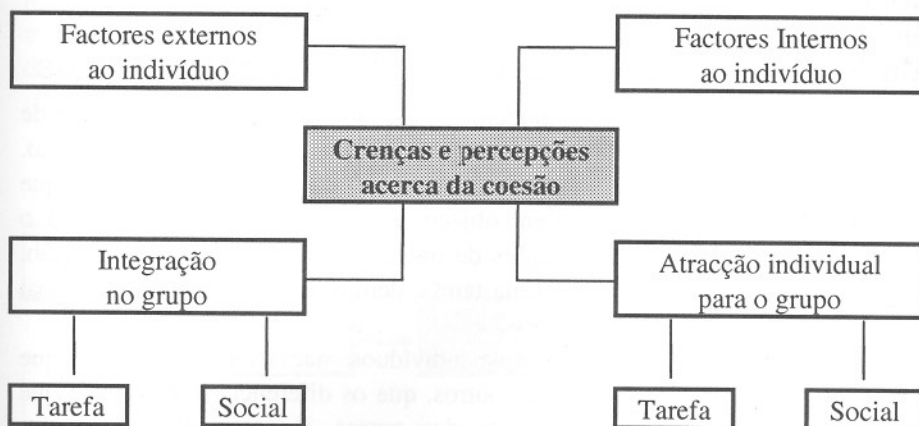 Factores externos
ao indivíduo
Factores Internos
ao indivíduo
Crenças e percepções
acerca da coesão
Integração
no grupo
Atracção individual
para o grupo
Tarefa
Social
Tarefa
Social